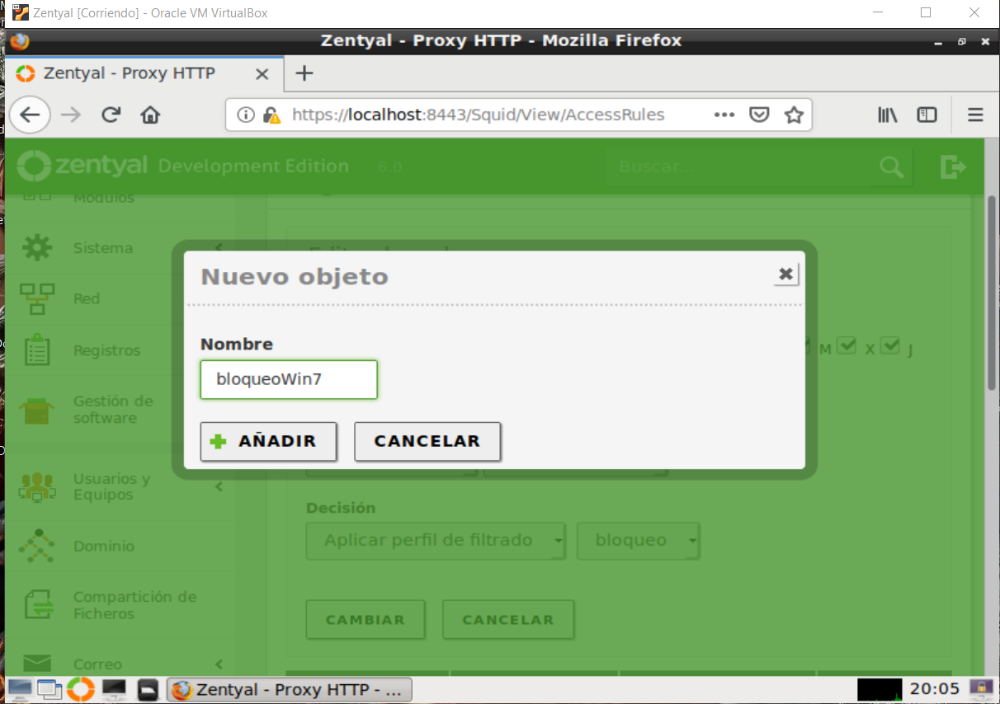 Zentyal [Corriendo] - Oracle VM VirtualBox
Zentyal - Proxy HTTP - Mozilla Firefox
Zentyal - Proxy HTTP
https://localhost:8443/Squid/View/AccessRules
zentyal Development Edition 6.0
Buscar...
Módulos
Sistema
Red
Registros
Gestión de
software
Usuarios y
Equipos
Dominio
Compartición de
Ficheros
Correo
Nuevo objeto
Nombre
bloqueoWin7
AÑADIR
CANCELAR
M X J
Decisión
Aplicar perfil de filtrado
bloqueo
CAMBIAR
CANCELAR
Zentyal - Proxy HTTP - ...
20:05